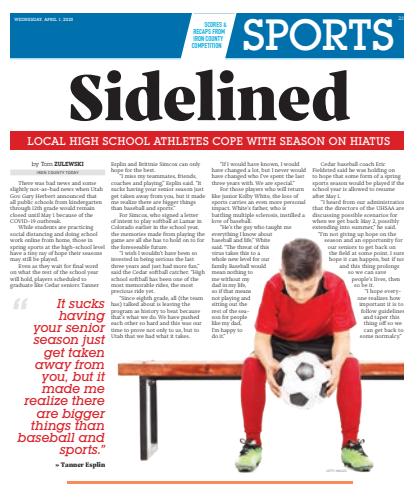 WEDNESDAY, APRIL 1, 2020
SCORES &
RECAPS FROM
IRON COUNTY
COMPETITION
SPORTS
Sidelined
LOCAL HIGH SCHOOL ATHLETES COPE WITH SEASON ON HIATUS
by Tom ZULEWSKI
IRON COUNTY TODAY
There was bad news and some
slightly not-as-bad news when Utah
Gov. Gary Herbert announced that
all public schools from kindergarten
through 12th grade would remain
closed until May 1 because of the
COVID-19 outbreak.
While students are practicing
social distancing and doing school
work online from home, those in
spring sports at the high-school level
have a tiny ray of hope their seasons
may still be played.
Even as they wait for final word
on what the rest of the school year
will hold, players scheduled to
graduate like Cedar seniors Tanner
“
It sucks
having
your senior
season just
get taken
away from
you, but it
made me
realize there
are bigger
things than
baseball and
sports."
» Tanner Esplin
Esplin and Brittnie Simcox can only
hope for the best.
"I miss my teammates, friends,
coaches and playing," Esplin said. "It
sucks having your senior season just
get taken away from you, but it made
me realize there are bigger things
than baseball and sports."
For Simcox, who signed a letter
of intent to play softball at Lamar in
Colorado earlier in the school year,
the memories made from playing the
game are all she has to hold on to for
the foreseeable future.
"I wish I wouldn't have been so
invested in being serious the last
three years and just had more fun,"
said the Cedar softball catcher. "High
school softball has been one of the
most memorable rides, the most
precious ride yet.
"Since eighth grade, all (the team
has) talked about is leaving the
program as history to beat because
that's what we do. We have pushed
each other so hard and this was our
time to prove not only to us, but to
Utah that we had what it takes.
"If I would have known, I would
have changed a lot, but I never would
have changed who I've spent the last
three years with. We are special."
For those players who will return
like junior Kolby White, the loss of
sports carries an even more personal
impact. White's father, who is
battling multiple sclerosis, instilled a
love of baseball.
"He's the guy who taught me
everything I know about
baseball and life," White
said. "The threat of this
virus takes this to a
whole new level for our
family. Baseball would
mean nothing to
me without my
dad in my life,
so if that means
not playing and
sitting out the
rest of the sea-
son for people
like my dad,
I'm happy to
do it."
Cedar baseball coach Eric
Fieldsted said he was holding on
to hope that some form of a spring
sports season would be played if the
school year is allowed to resume
after May 1.
"I heard from our administration
that the directors of the UHSAA are
discussing possible scenarios for
when we get back May 2, possibly
extending into summer," he said.
"I'm not giving up hope on the
season and an opportunity for
our seniors to get back on
the field at some point. I sure
hope it can happen, but if not
and this thing prolongs
so we can save
people's lives, then
so be it.
"I hope every-
one realizes how
important it is to
follow guidelines
and taper this
thing off so we
can get back to
some normalcy."